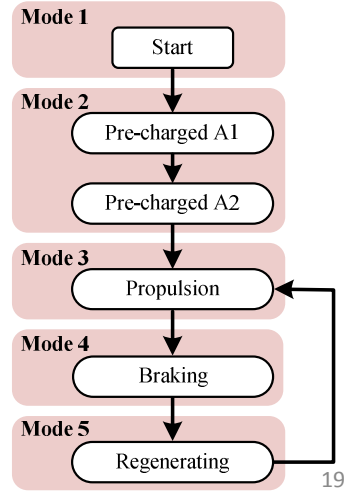 Mode 1
Start
Mode 2
Pre-charged A1
Pre-charged A2
Mode 3
Propulsion
Mode 4
Braking
Mode 5
Regenerating
19